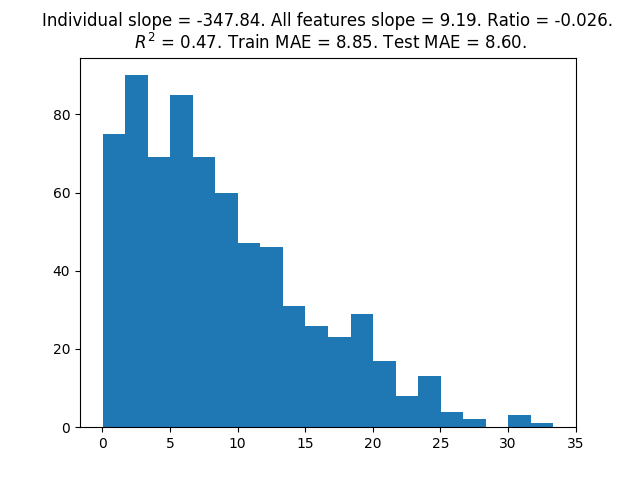 Individual slope = -347.84. All features slope = 9.19. Ratio = -0.026.
R² = 0.47. Train MAE = 8.85. Test MAE = 8.60.
80
60
40
20
0
0 5 10 15 20 25 30 35